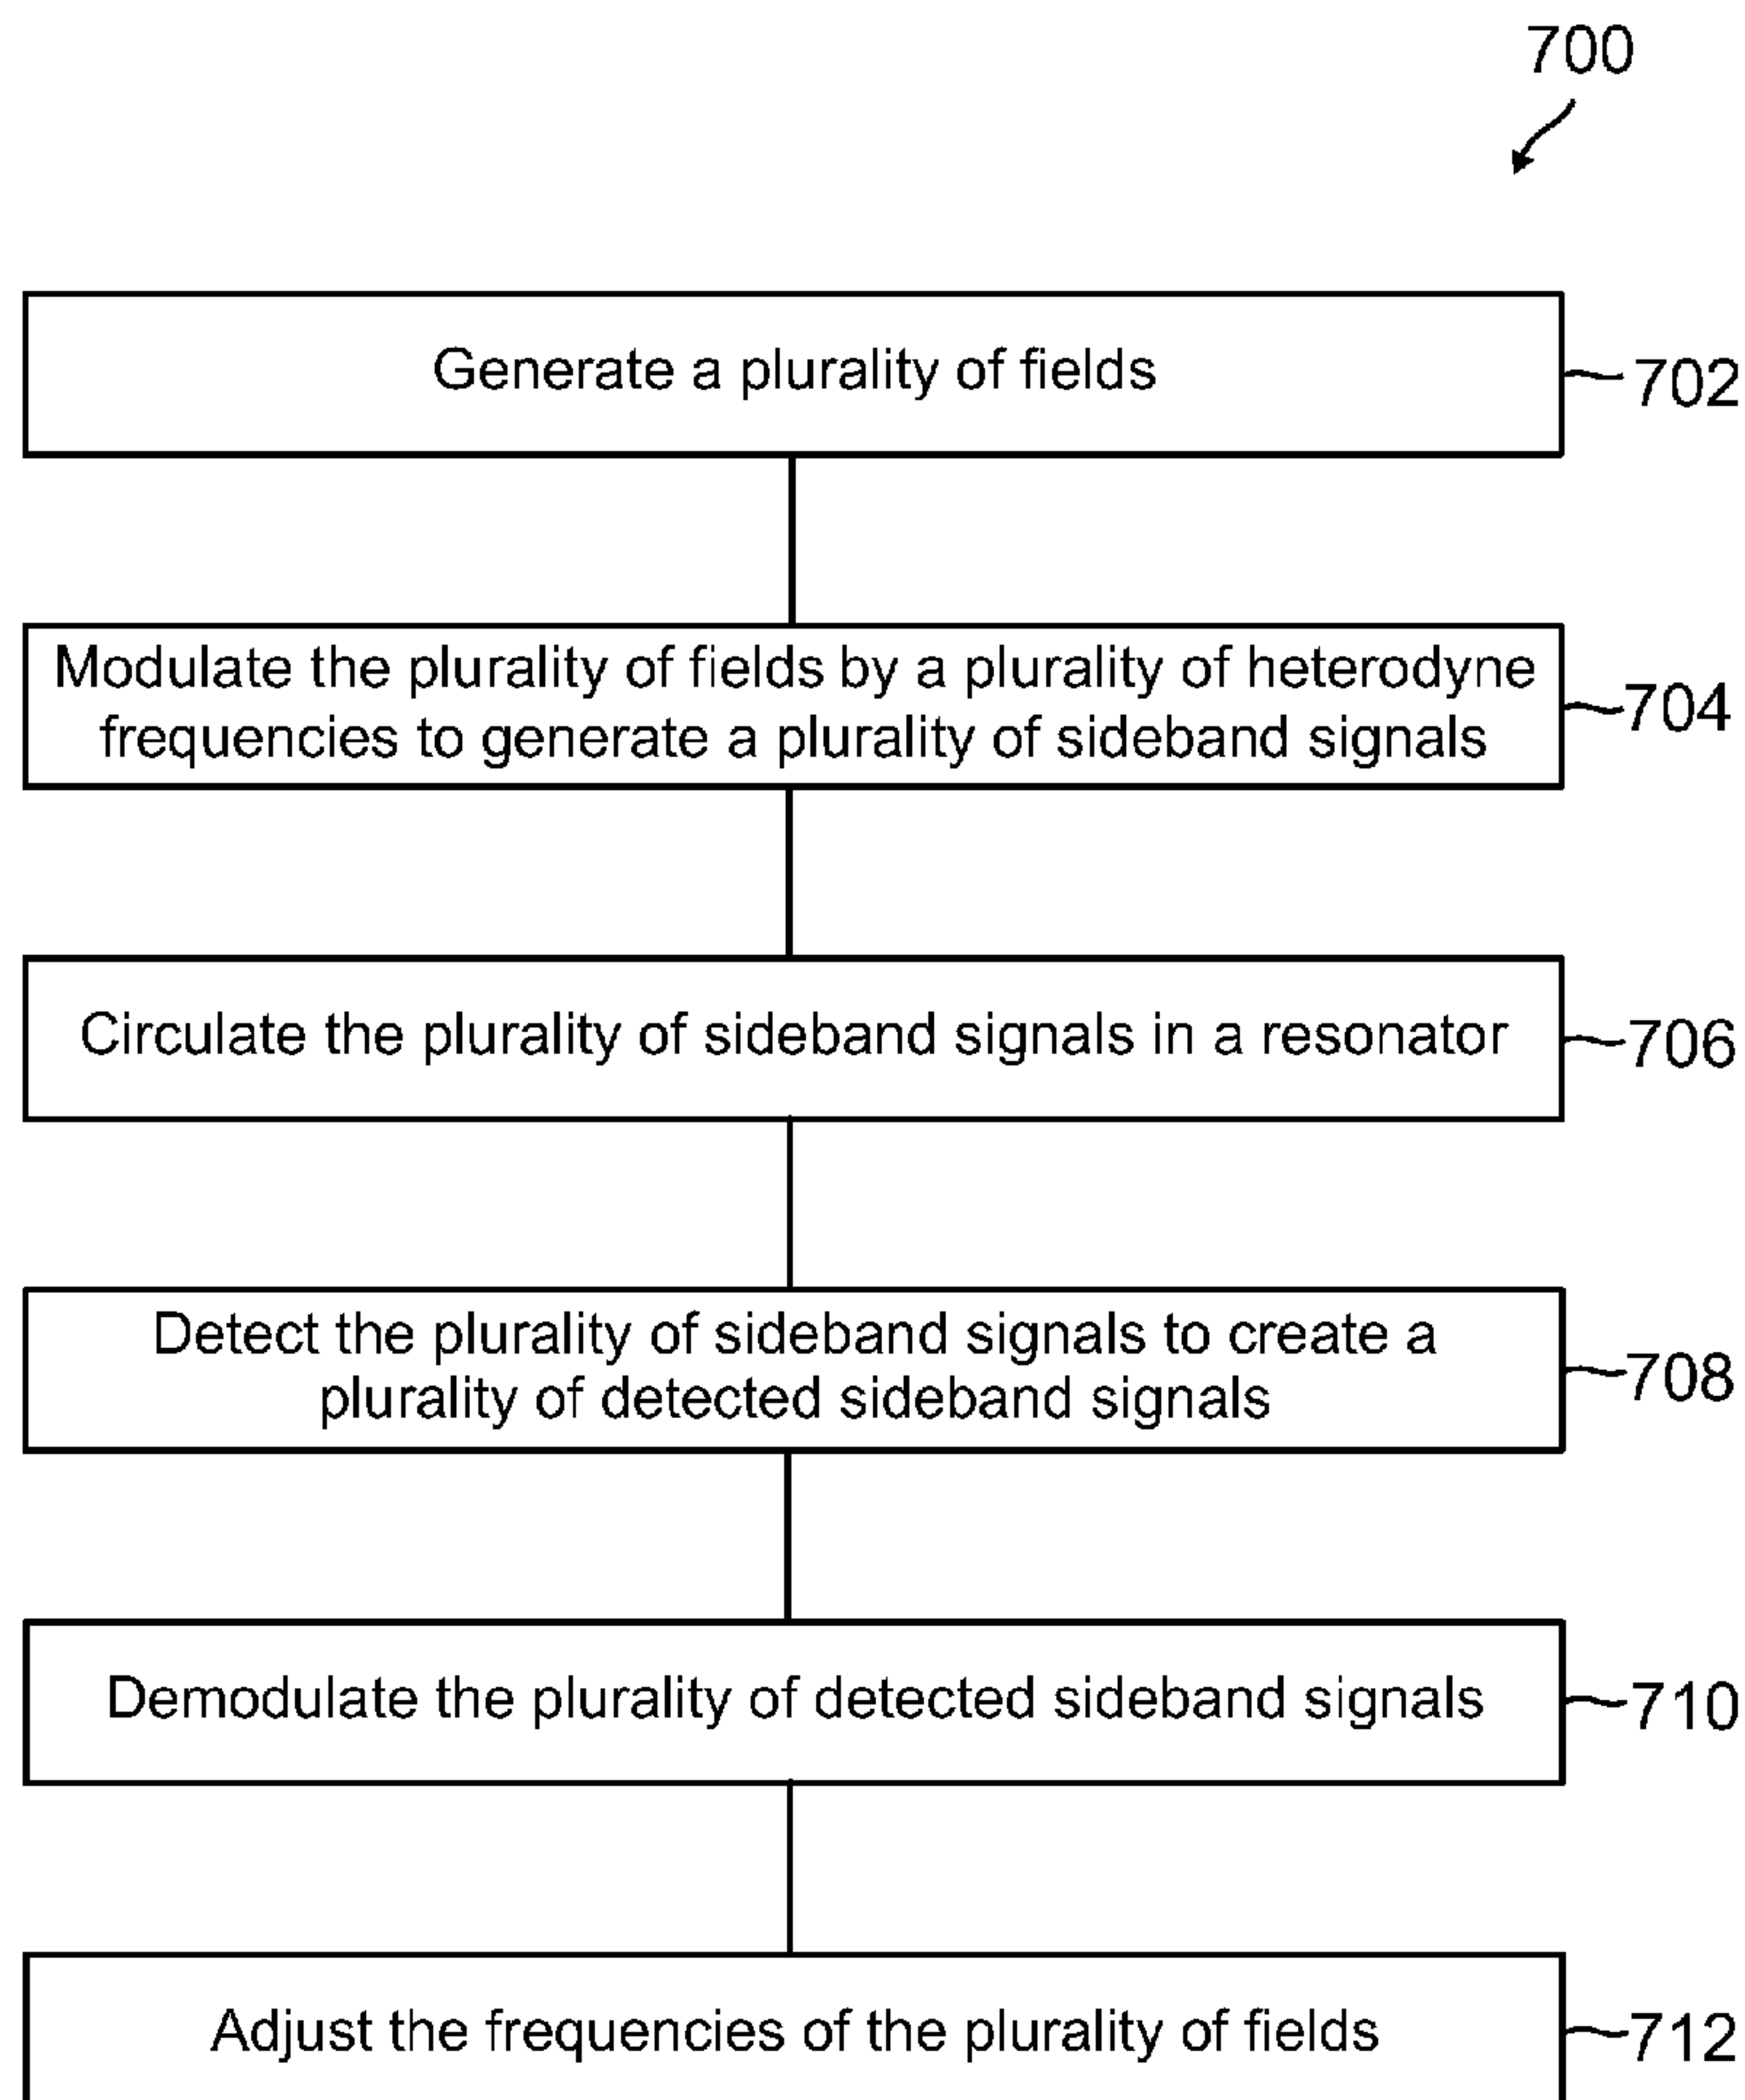 700
Generate a plurality of fields
702
Modulate the plurality of fields by a plurality of heterodyne
frequencies to generate a plurality of sideband signals
704
Circulate the plurality of sideband signals in a resonator
706
Detect the plurality of sideband signals to create a
plurality of detected sideband signals
708
Demodulate the plurality of detected sideband signals
710
Adjust the frequencies of the plurality of fields
712